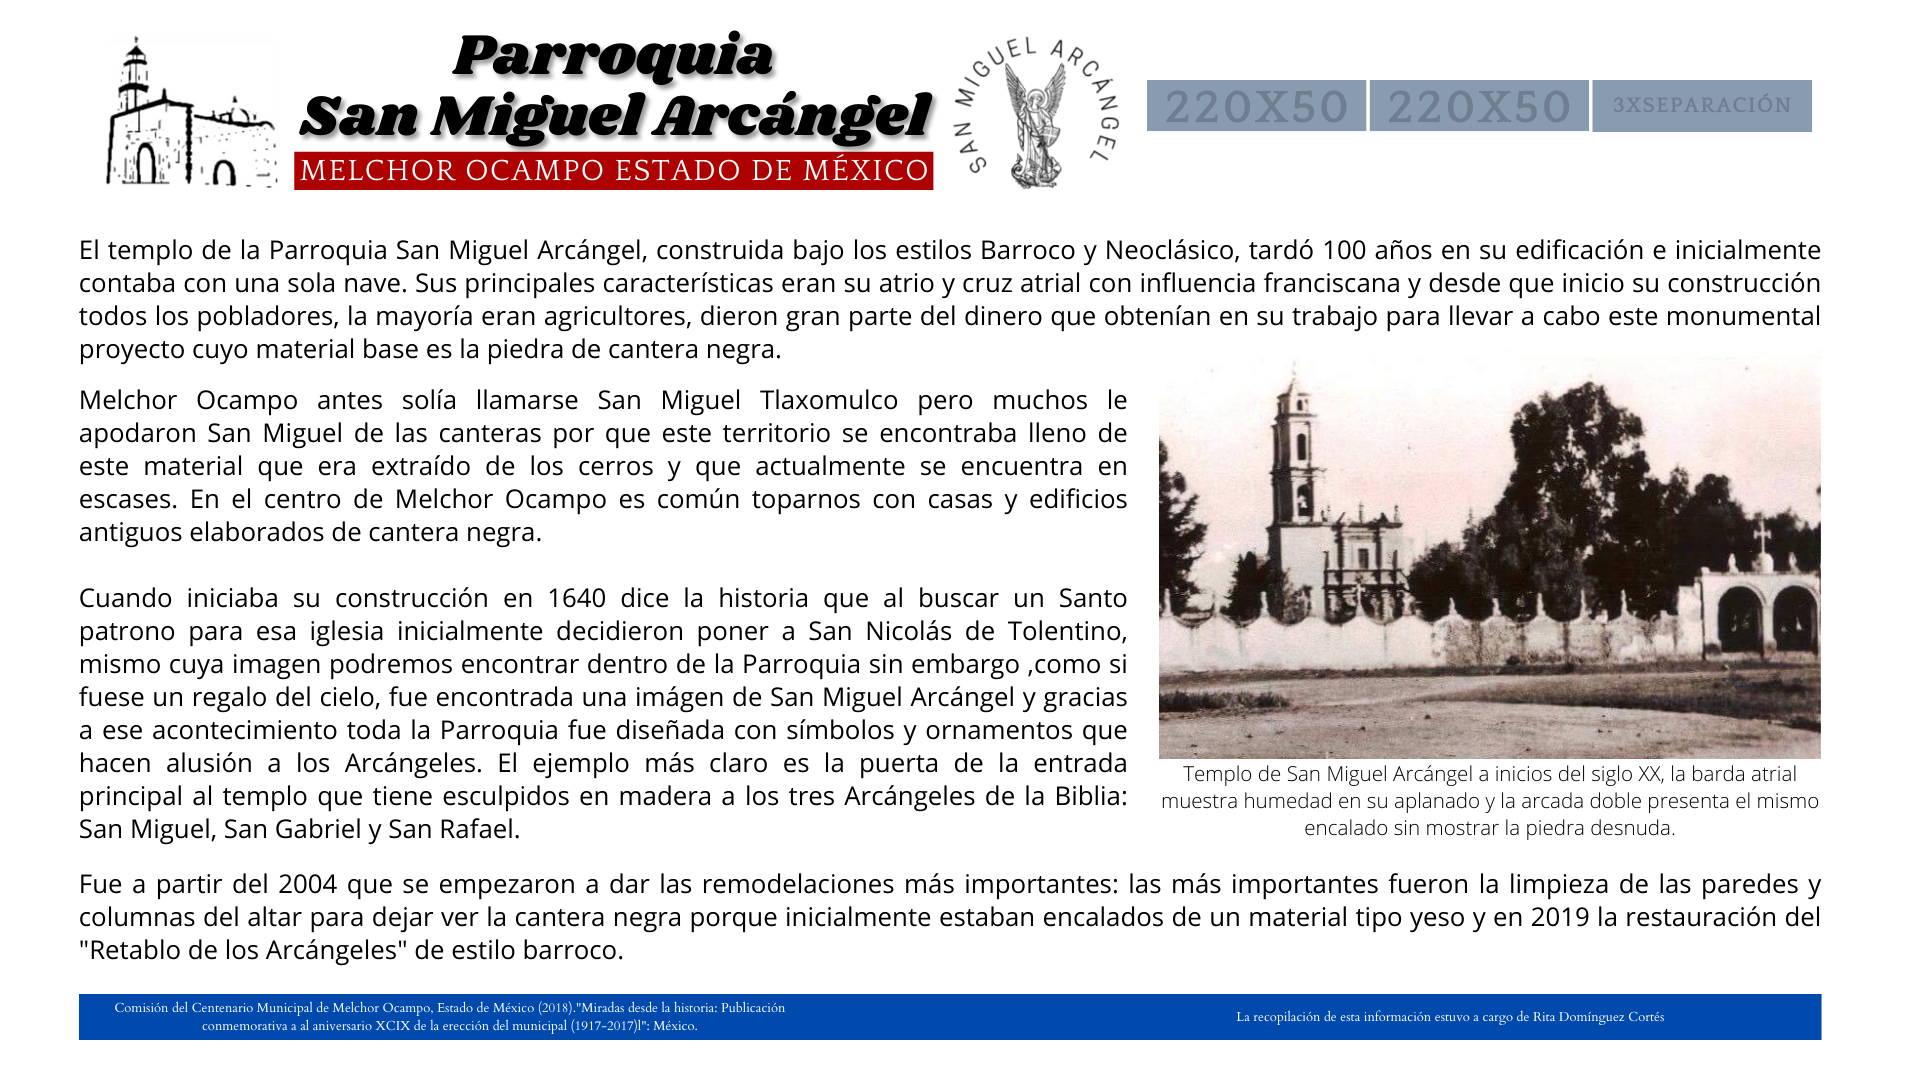 Parroquia
San Miguel Arcángel
MELCHOR OCAMPO ESTADO DE MÉXICO
SAN MIGUEL ARCÁNGEL
220X50 220X50 3XSEPARACIÓN
El templo de la Parroquia San Miguel Arcángel, construida bajo los estilos Barroco y Neoclásico, tardó 100 años en su edificación e inicialmente
contaba con una sola nave. Sus principales características eran su atrio y cruz atrial con influencia franciscana y desde que inicio su construcción
todos los pobladores, la mayoría eran agricultores, dieron gran parte del dinero que obtenían en su trabajo para llevar a cabo este monumental
proyecto cuyo material base es la piedra de cantera negra.
Melchor Ocampo antes solía llamarse San Miguel Tlaxomulco pero muchos le
apodaron San Miguel de las canteras por que este territorio se encontraba lleno de
este material que era extraído de los cerros y que actualmente se encuentra en
escases. En el centro de Melchor Ocampo es común toparnos con casas y edificios
antiguos elaborados de cantera negra.
Cuando iniciaba su construcción en 1640 dice la historia que al buscar un Santo
patrono para esa iglesia inicialmente decidieron poner a San Nicolás de Tolentino,
mismo cuya imagen podremos encontrar dentro de la Parroquia sin embargo ,como si
fuese un regalo del cielo, fue encontrada una imágen de San Miguel Arcángel y gracias
a ese acontecimiento toda la Parroquia fue diseñada con símbolos y ornamentos que
hacen alusión a los Arcángeles. El ejemplo más claro es la puerta de la entrada
principal al templo que tiene esculpidos en madera a los tres Arcángeles de la Biblia:
San Miguel, San Gabriel y San Rafael.
Templo de San Miguel Arcángel a inicios del siglo XX, la barda atrial
muestra humedad en su aplanado y la arcada doble presenta el mismo
encalado sin mostrar la piedra desnuda.
Fue a partir del 2004 que se empezaron a dar las remodelaciones más importantes: las más importantes fueron la limpieza de las paredes y
columnas del altar para dejar ver la cantera negra porque inicialmente estaban encalados de un material tipo yeso y en 2019 la restauración del
"Retablo de los Arcángeles" de estilo barroco.
Comisión del Centenario Municipal de Melchor Ocampo, Estado de México (2018)."Miradas desde la historia: Publicación
conmemorativa a al aniversario XCIX de la erección del municipal (1917-2017)l": México.
La recopilación de esta información estuvo a cargo de Rita Domínguez Cortés